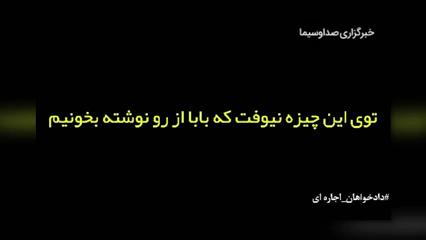 خبرگزاری صداوسیما
توی این چیزه نیوفت که بابا از رو نوشته بخونیم
#دادخواهان_اجاره ای